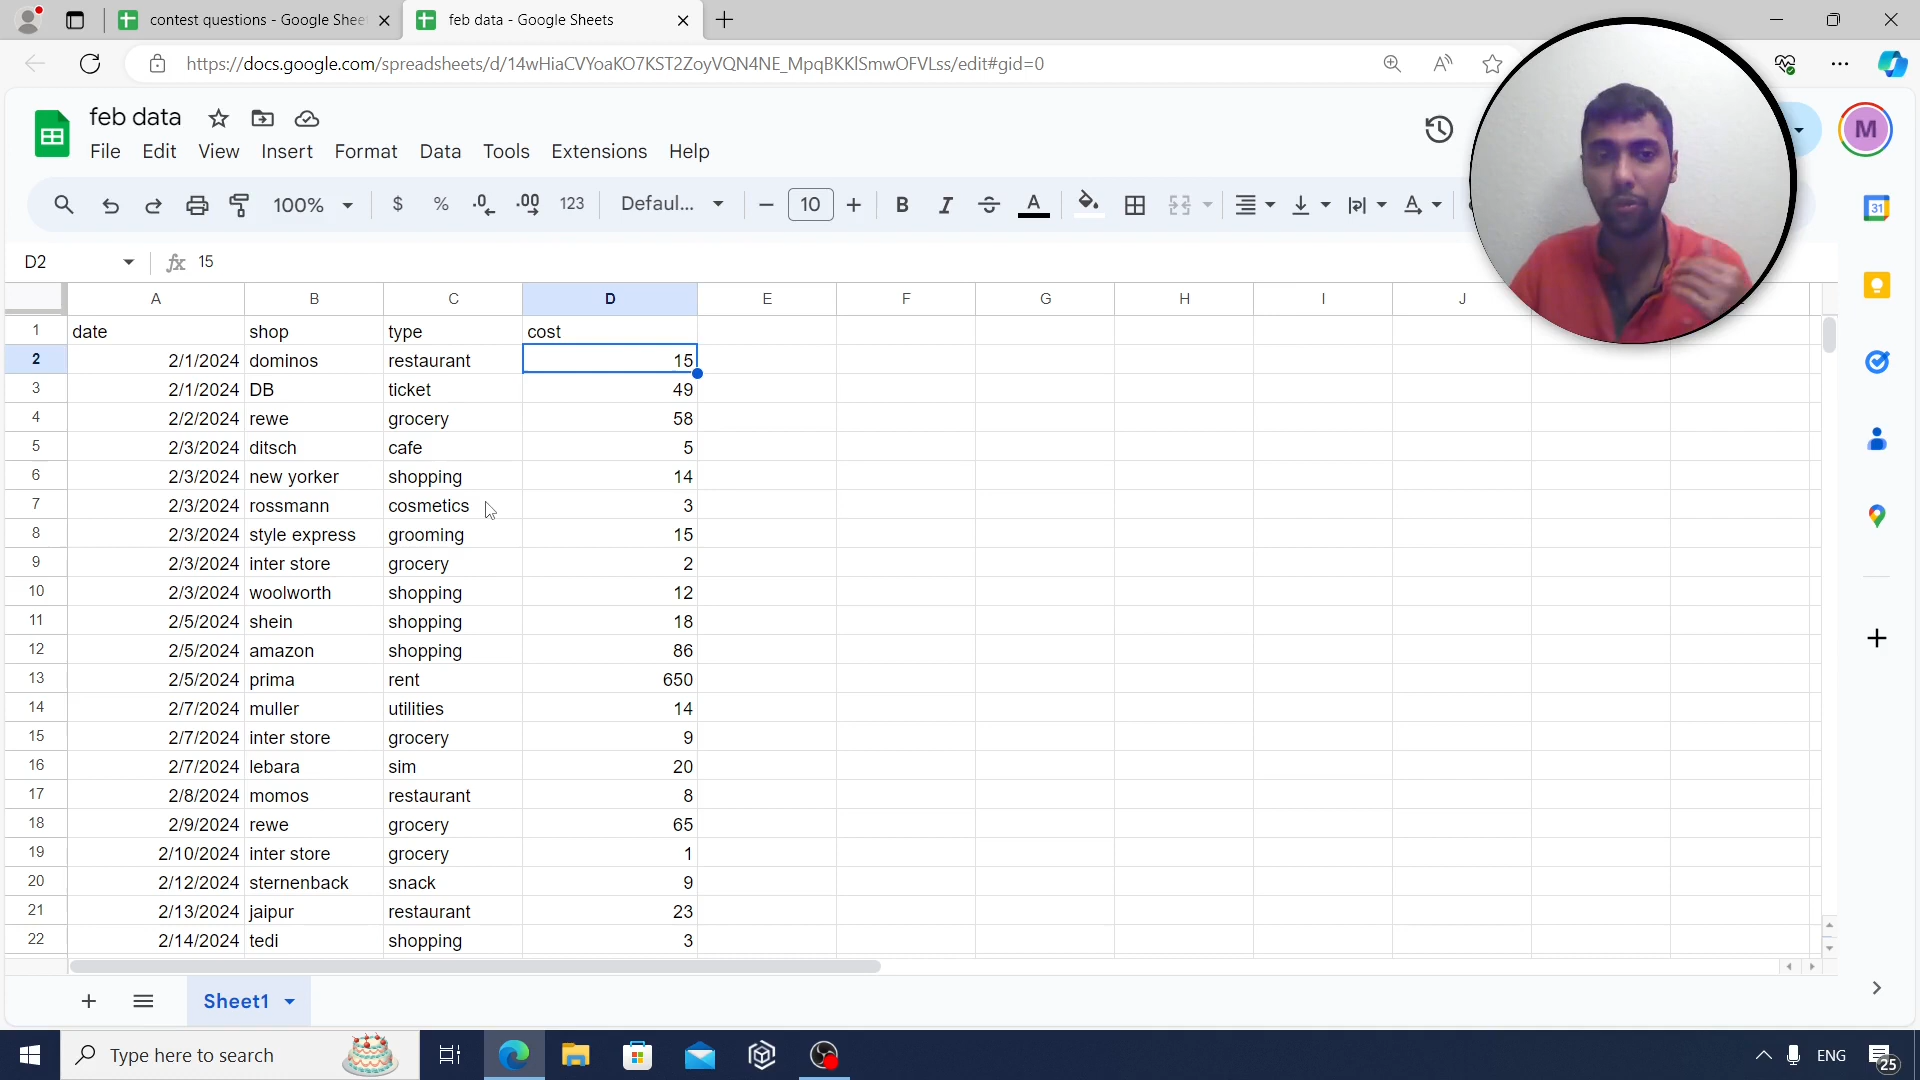 contest questions - Google Shee
feb data - Google Sheets
https://docs.google.com/spreadsheets/d/14wHiaCVYoaKO7KST2ZoyVQN4NE_MpqBKKlSmwOFVLss/edit#gid=0
feb data
File Edit View Insert Format Data Tools Extensions Help
M
100% $ % .0 .00 123 Defaul... 10 B I A A
31
D2 fx 15
A B C D E F G H I J
1 date shop type cost
2 2/1/2024 dominos restaurant 15
3 2/1/2024 DB ticket 49
4 2/2/2024 rewe grocery 58
5 2/3/2024 ditsch cafe 5
6 2/3/2024 new yorker shopping 14
7 2/3/2024 rossmann cosmetics 3
8 2/3/2024 style express grooming 15
9 2/3/2024 inter store grocery 2
10 2/3/2024 woolworth shopping 12
11 2/5/2024 shein shopping 18
12 2/5/2024 amazon shopping 86
13 2/5/2024 prima rent 650
14 2/7/2024 muller utilities 14
15 2/7/2024 inter store grocery 9
16 2/7/2024 lebara sim 20
17 2/8/2024 momos restaurant 8
18 2/9/2024 rewe grocery 65
19 2/10/2024 inter store grocery 1
20 2/12/2024 sternenback snack 9
21 2/13/2024 jaipur restaurant 23
22 2/14/2024 tedi shopping 3
Sheet1
Type here to search
ENG
25